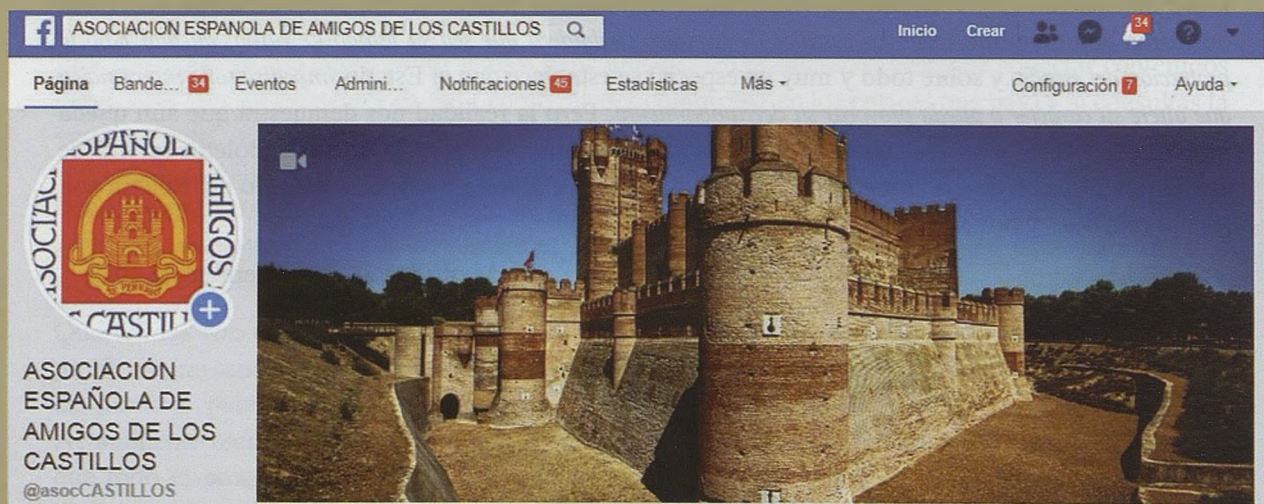 ASOCIACION ESPANOLA DE AMIGOS DE LOS CASTILLOS
Inicio Crear 34
Página Bande... 34 Eventos Admini... Notificaciones 45 Estadísticas Más Configuración 7 Ayuda
ESPAÑOLA
ASOCIACI
AMIGOS
S CASTILL
ASOCIACIÓN
ESPAÑOLA DE
AMIGOS DE LOS
CASTILLOS
@asocCASTILLOS